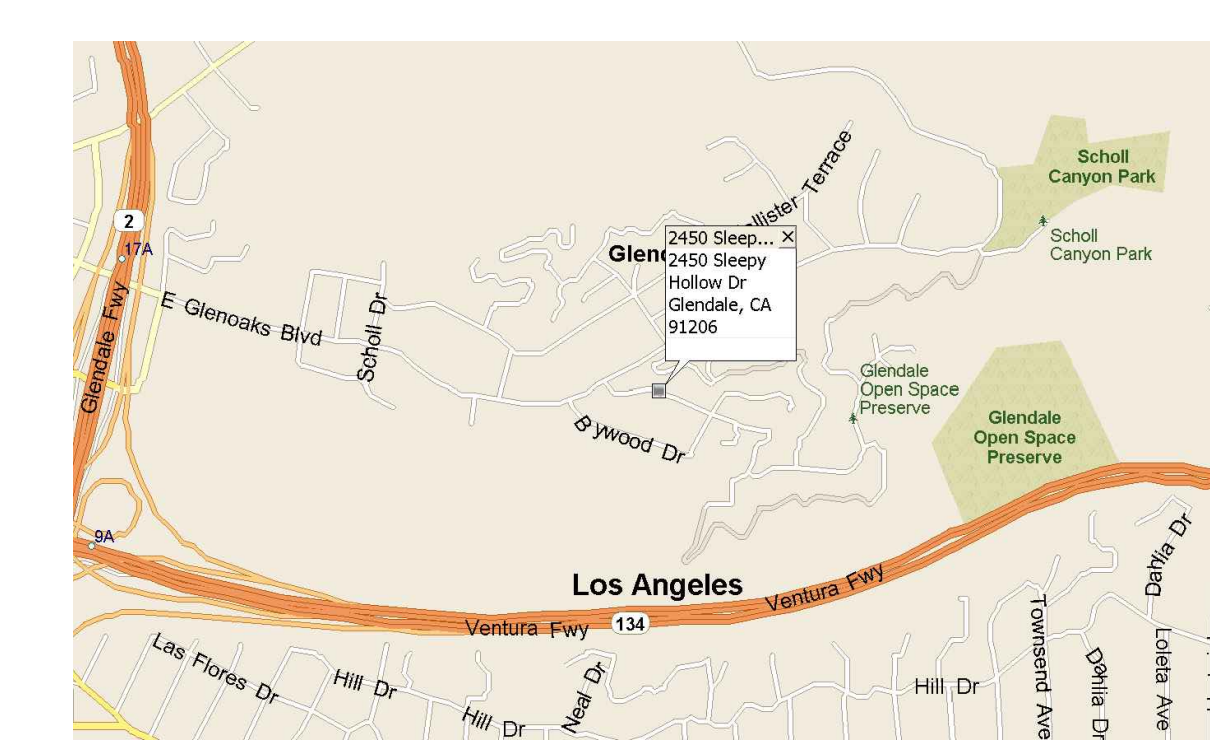 Scholl
Canyon Park
Hollister Terrace
2
17A
Scholl
Canyon Park
2450 Sleep... ×
2450 Sleepy
Hollow Dr
Glendale, CA
91206
E Glenoaks Blvd
Scholl Dr
Glendale Fwy
Glendale
Open Space
Preserve
Glendale
Open Space
Preserve
Bywood Dr
9A
Los Angeles
Ventura Fwy
Ventura Fwy
134
Dahlia Dr
Townsend Ave
Loleta Ave
Dahlia Dr
Las Flores Dr
Hill Dr
Neal Dr
Hill Dr
Hill Dr